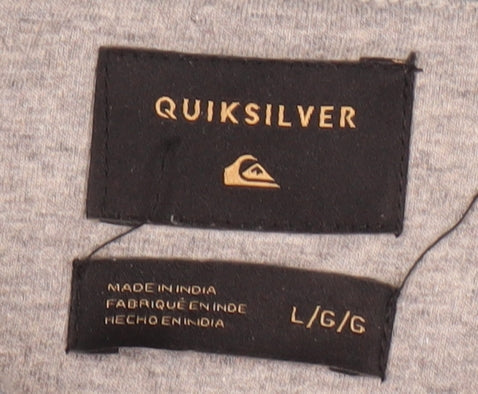 QUIKSILVER
MADE IN INDIA
FABRIQUÉ EN INDE
HECHO EN INDIA
L/G/G